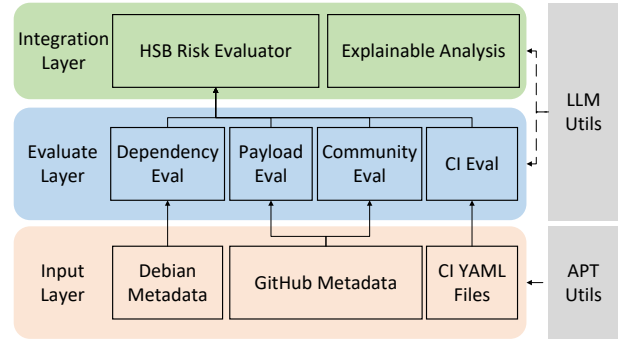 Integration
Layer
HSB Risk Evaluator
Explainable Analysis
LLM
Utils
Evaluate
Layer
Dependency
Eval
Payload
Eval
Community
Eval
CI Eval
Input
Layer
Debian
Metadata
GitHub Metadata
CI YAML
Files
APT
Utils